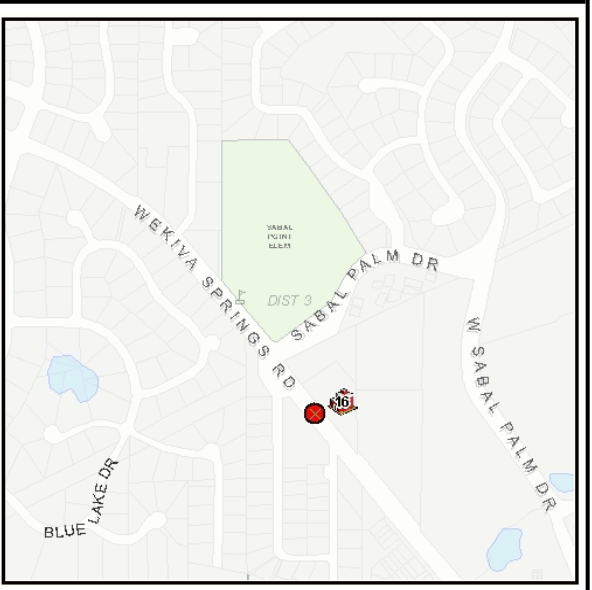 WEKIVA SPRINGS RD
SABAL
POINT
ELEM
SABAL PALM DR
DIST 3
W SABAL PALM DR
16
BLUE LAKE DR